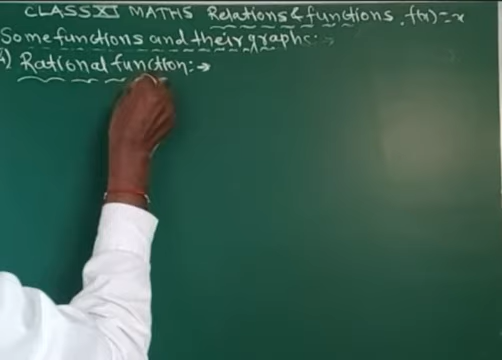 CLASS XI MATHS Relations & functions. f(x)=x
Some functions and their graphs:→
Rational function:→